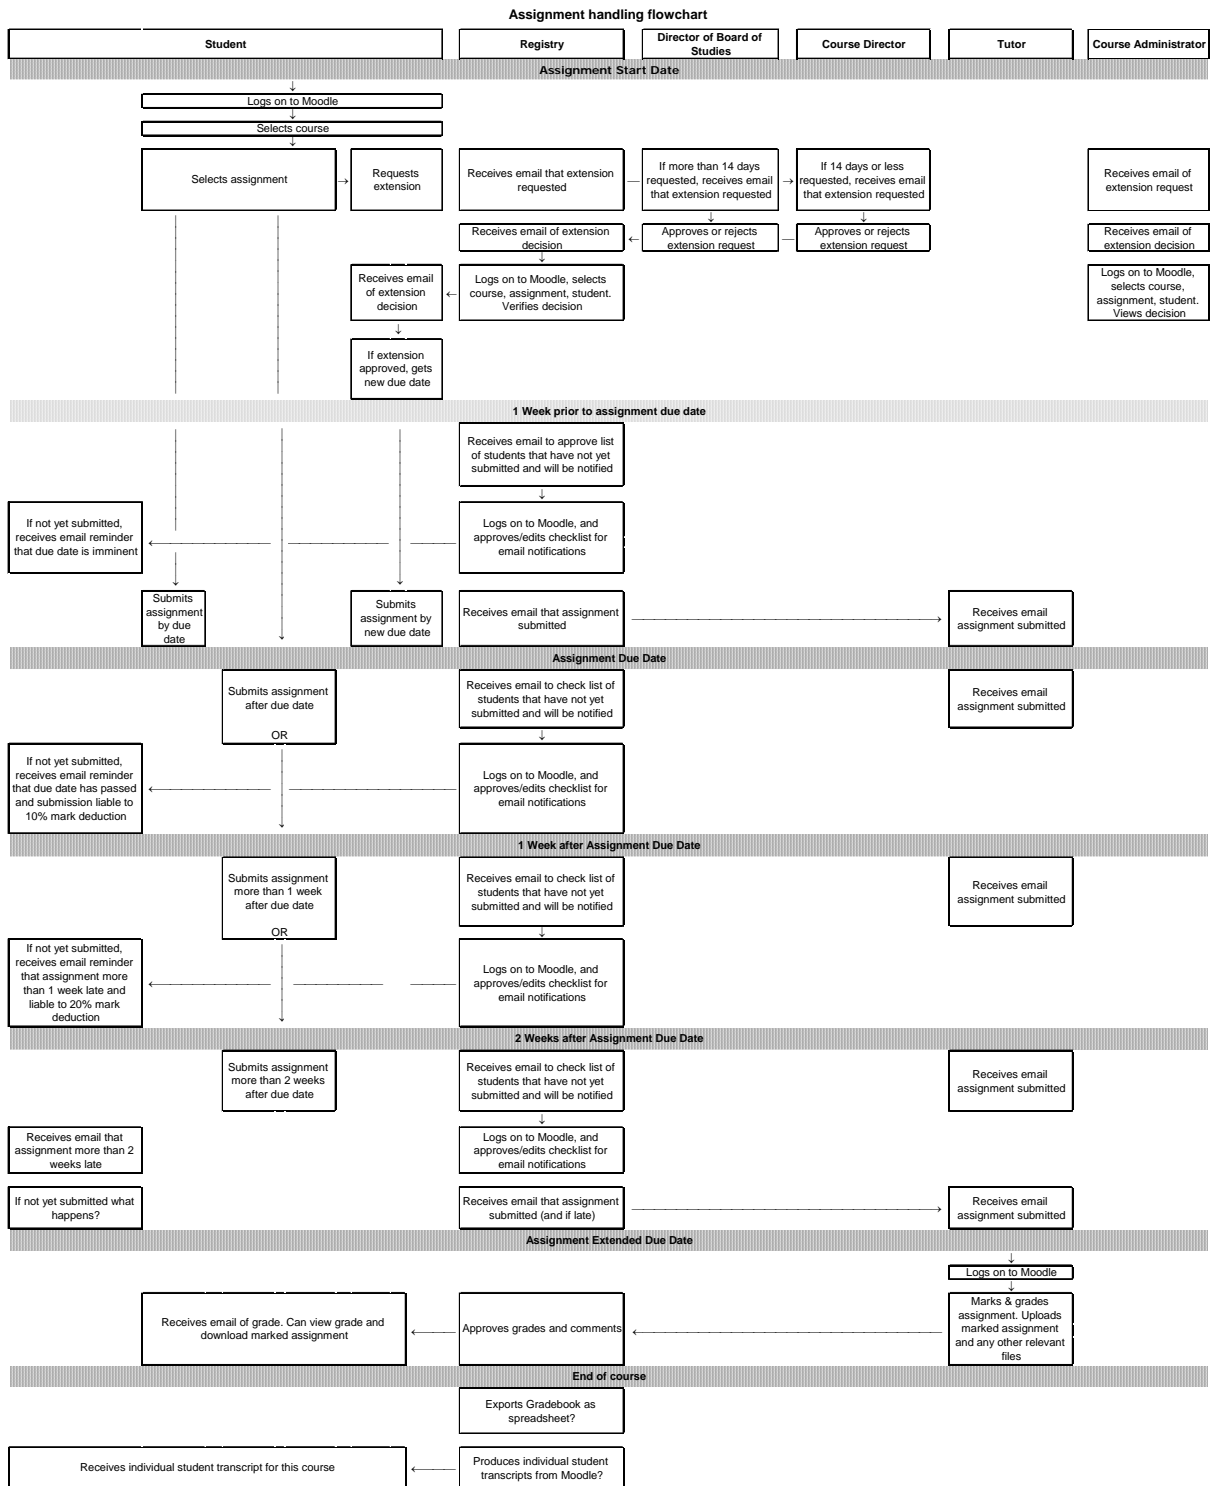 Assignment handling flowchart
Student
Registry
Director of Board of
Studies
Course Director
Tutor
Course Administrator
Assignment Start Date
Logs on to Moodle
Selects course
Selects assignment
Requests
extension
Receives email that extension
requested
If more than 14 days
requested, receives email
that extension requested
If 14 days or less
requested, receives email
that extension requested
Receives email of
extension request
Receives email of extension
decision
Approves or rejects
extension request
Approves or rejects
extension request
Receives email of
extension decision
Receives email
of extension
decision
Logs on to Moodle, selects
course, assignment, student.
Verifies decision
Logs on to Moodle,
selects course,
assignment, student.
Views decision
If extension
approved, gets
new due date
1 Week prior to assignment due date
Receives email to approve list
of students that have not yet
submitted and will be notified
If not yet submitted,
receives email reminder
that due date is imminent
Logs on to Moodle, and
approves/edits checklist for
email notifications
Submits
assignment
by due
date
Submits
assignment by
new due date
Receives email that assignment
submitted
Receives email
assignment submitted
Assignment Due Date
Submits assignment
after due date
OR
Receives email to check list of
students that have not yet
submitted and will be notified
Receives email
assignment submitted
If not yet submitted,
receives email reminder
that due date has passed
and submission liable to
10% mark deduction
Logs on to Moodle, and
approves/edits checklist for
email notifications
1 Week after Assignment Due Date
Submits assignment
more than 1 week
after due date
OR
Receives email to check list of
students that have not yet
submitted and will be notified
Receives email
assignment submitted
If not yet submitted,
receives email reminder
that assignment more
than 1 week late and
liable to 20% mark
deduction
Logs on to Moodle, and
approves/edits checklist for
email notifications
2 Weeks after Assignment Due Date
Submits assignment
more than 2 weeks
after due date
Receives email to check list of
students that have not yet
submitted and will be notified
Receives email
assignment submitted
Receives email that
assignment more than 2
weeks late
Logs on to Moodle, and
approves/edits checklist for
email notifications
If not yet submitted what
happens?
Receives email that assignment
submitted (and if late)
Receives email
assignment submitted
Assignment Extended Due Date
Logs on to Moodle
Receives email of grade. Can view grade and
download marked assignment
Approves grades and comments
Marks & grades
assignment. Uploads
marked assignment
and any other relevant
files
End of course
Exports Gradebook as
spreadsheet?
Receives individual student transcript for this course
Produces individual student
transcripts from Moodle?